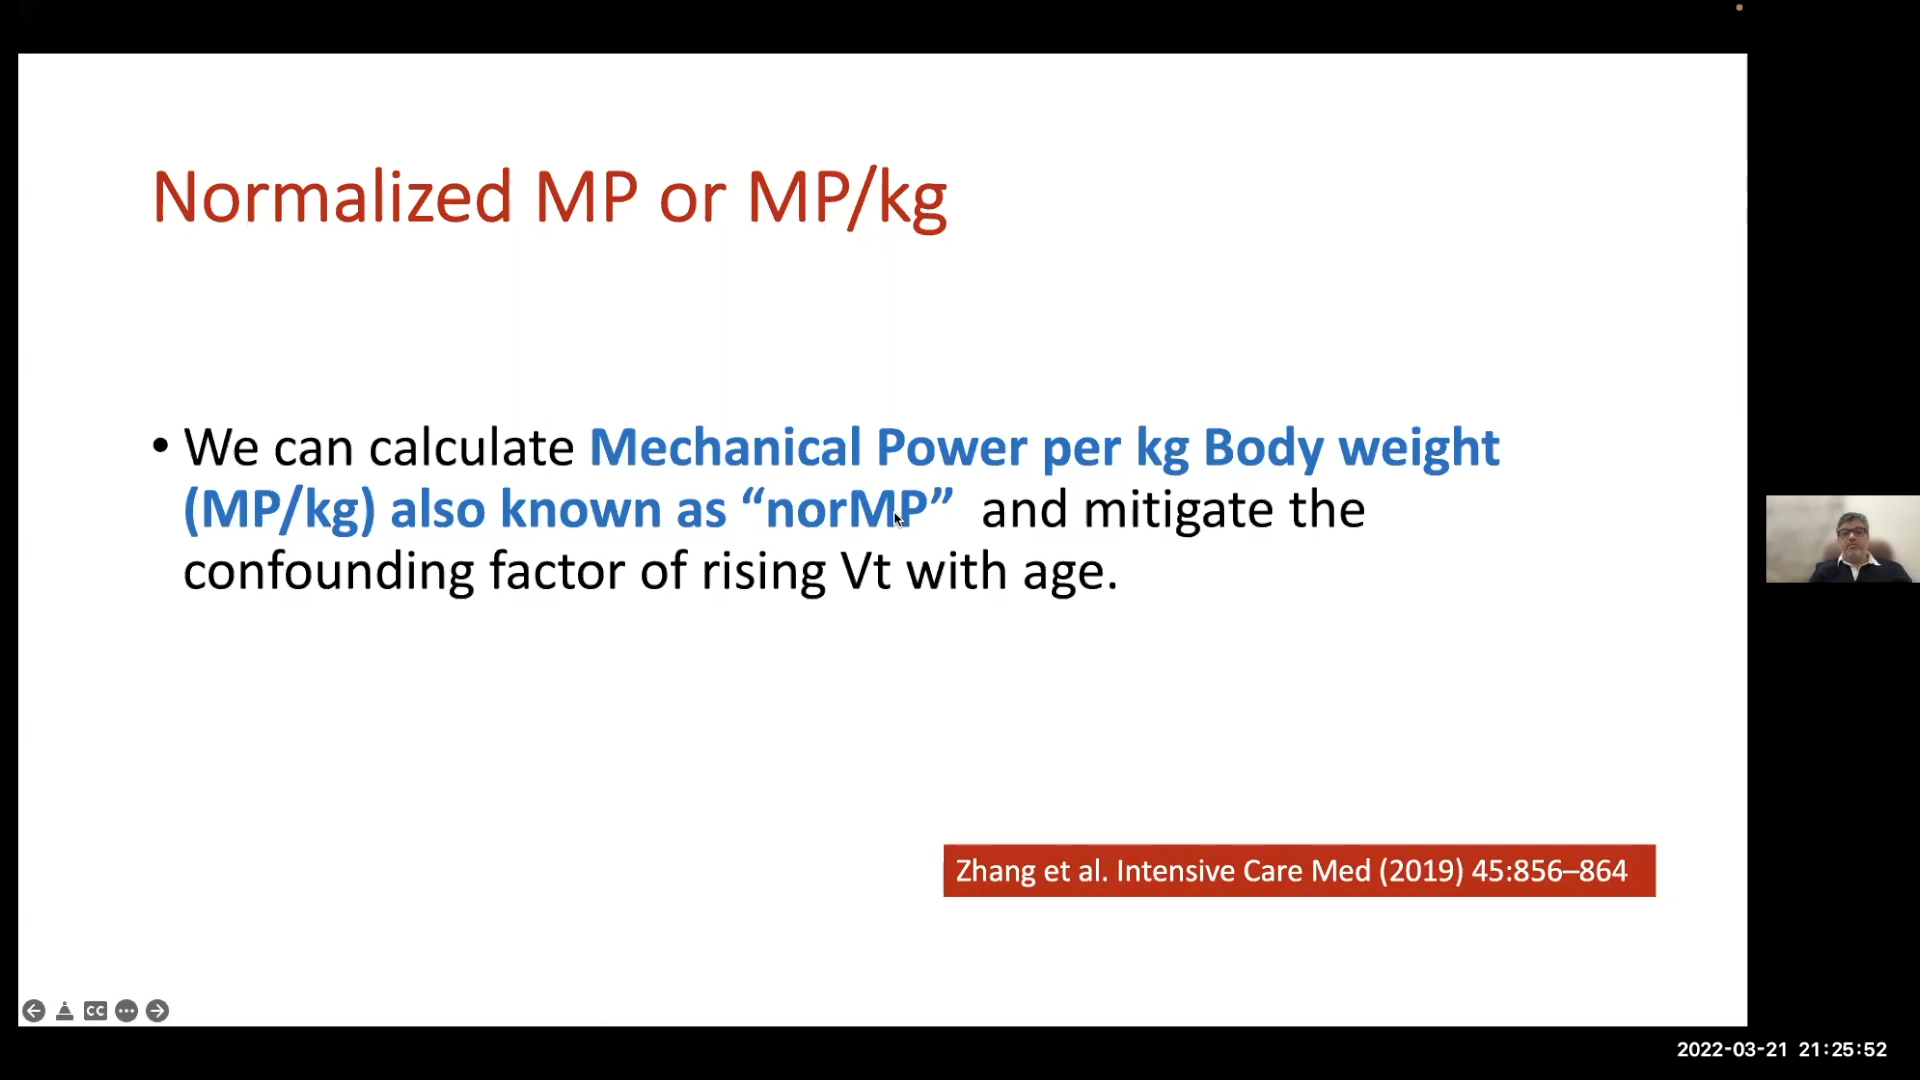 Normalized MP or MP/kg
• We can calculate Mechanical Power per kg Body weight
(MP/kg) also known as “norMP” and mitigate the
confounding factor of rising Vt with age.
Zhang et al. Intensive Care Med (2019) 45:856–864
CC
2022-03-21 21:25:52